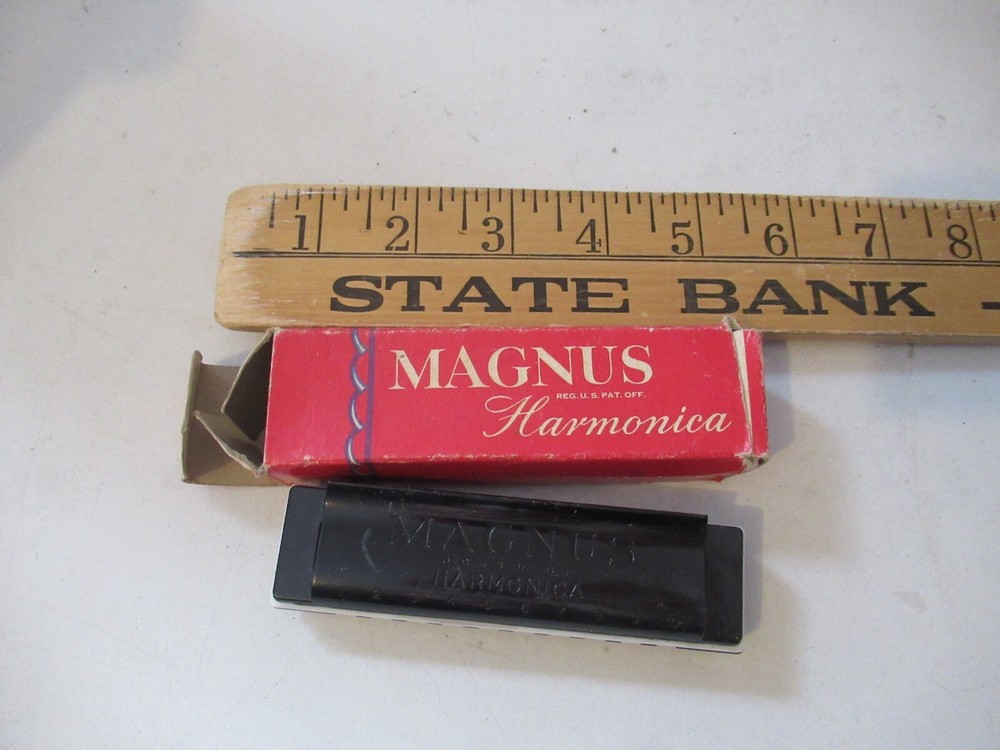 1 2 3 4 5 6 7 8
STATE BANK -
MAGNUS
REG. U. S. PAT. OFF.
Harmonica
MAGNUS
HARMONICA